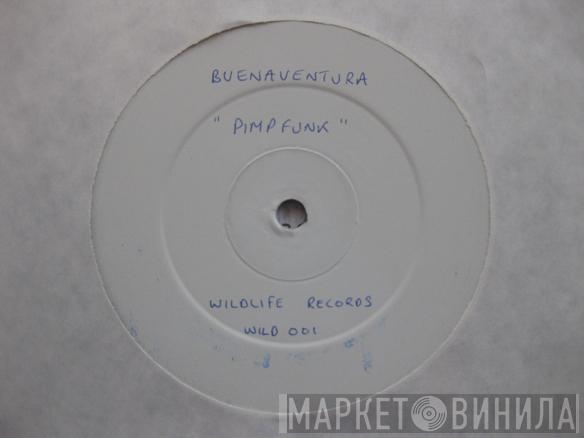 BUENAVENTURA
"PIMPFUNK"
WILDLIFE RECORDS
WILD 001
МАРКЕТ ВИНИЛА